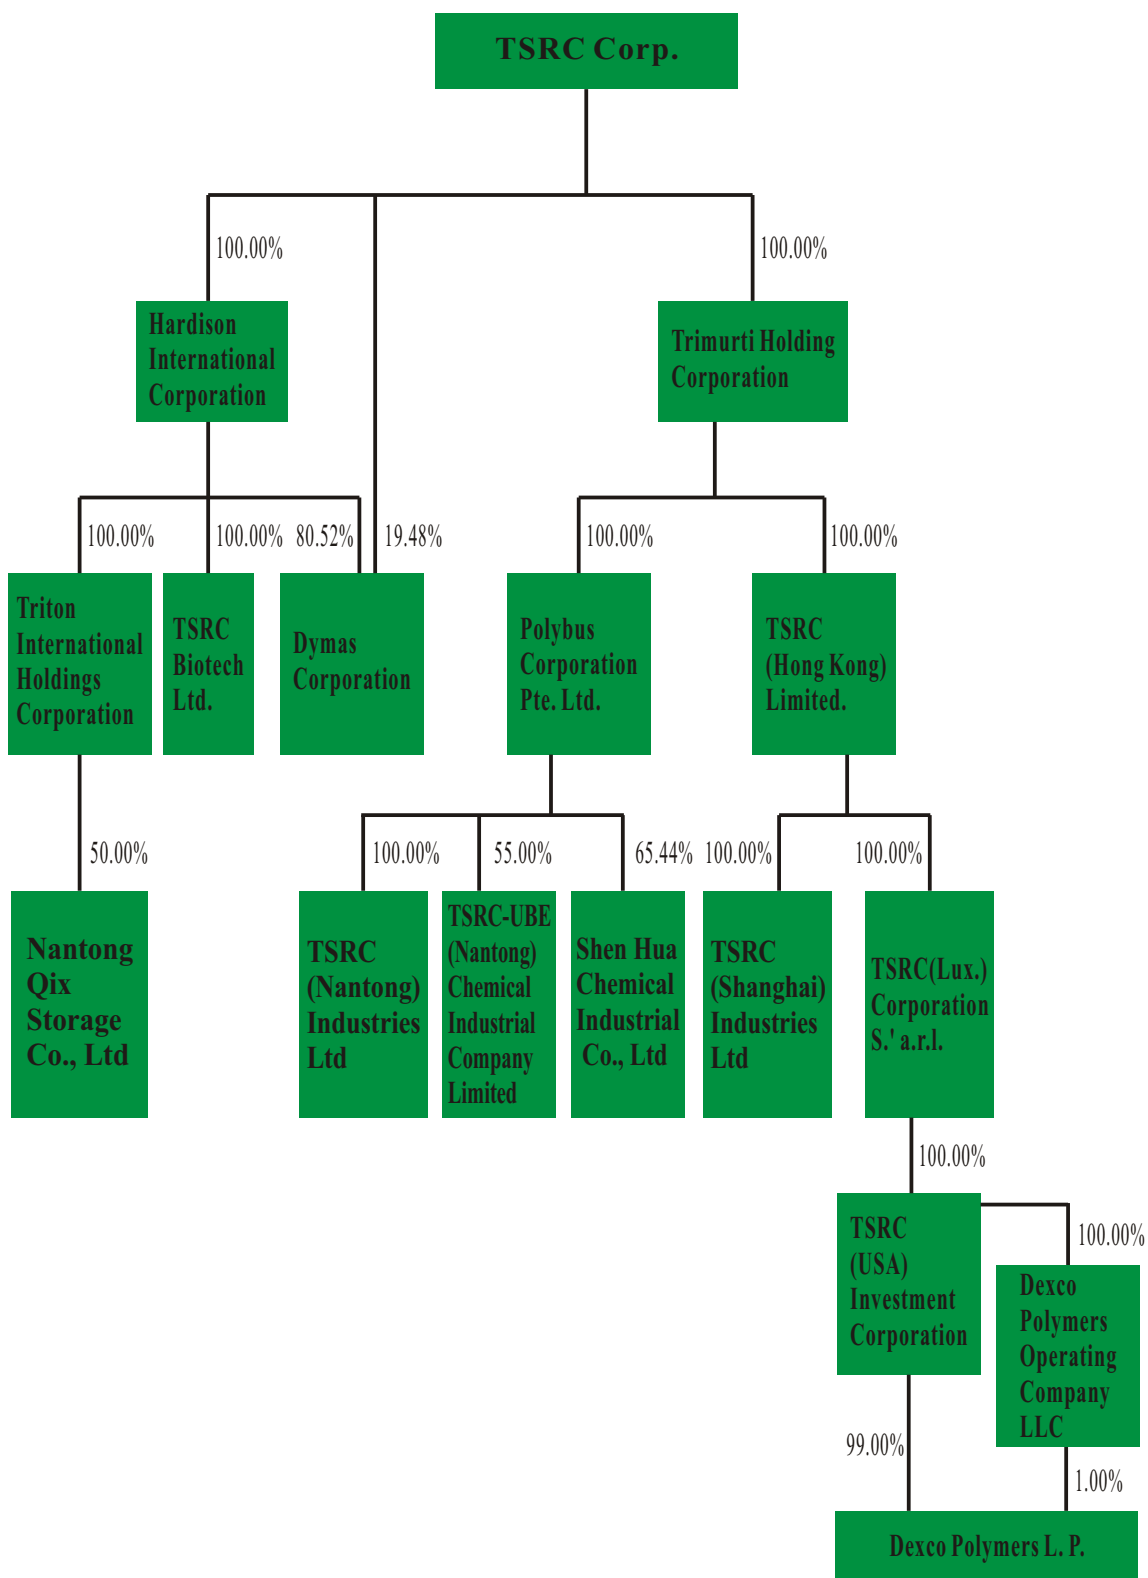 TSRC Corp.
100.00%
100.00%
Hardison
International
Corporation
Trimurti Holding
Corporation
100.00%
100.00%
80.52%
19.48%
100.00%
100.00%
Triton
International
Holdings
Corporation
TSRC
Biotech
Ltd.
Dymas
Corporation
Polybus
Corporation
Pte. Ltd.
TSRC
(Hong Kong)
Limited.
50.00%
100.00%
55.00%
65.44%
100.00%
100.00%
Nantong
Qix
Storage
Co., Ltd
TSRC
(Nantong)
Industries
Ltd
TSRC-UBE
(Nantong)
Chemical
Industrial
Company
Limited
Shen Hua
Chemical
Industrial
Co., Ltd
TSRC
(Shanghai)
Industries
Ltd
TSRC(Lux.)
Corporation
S.' a.r.l.
100.00%
TSRC
(USA)
Investment
Corporation
100.00%
Dexco
Polymers
Operating
Company
LLC
99.00%
1.00%
Dexco Polymers L. P.